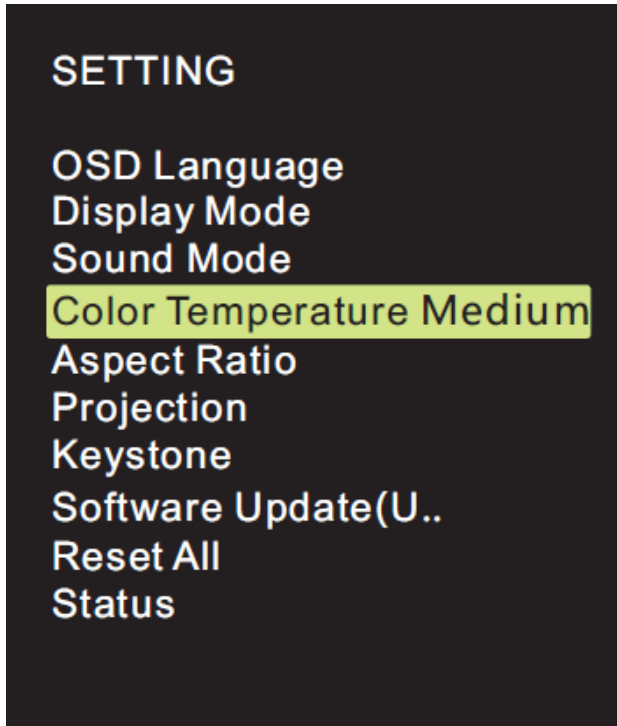 SETTING
OSD Language
Display Mode
Sound Mode
Color Temperature Medium
Aspect Ratio
Projection
Keystone
Software Update(U..
Reset All
Status